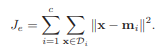 J_e = \sum_{i=1}^{c} \sum_{\mathbf{x} \in \mathcal{D}_i} \|\mathbf{x} - \mathbf{m}_i\|^2.